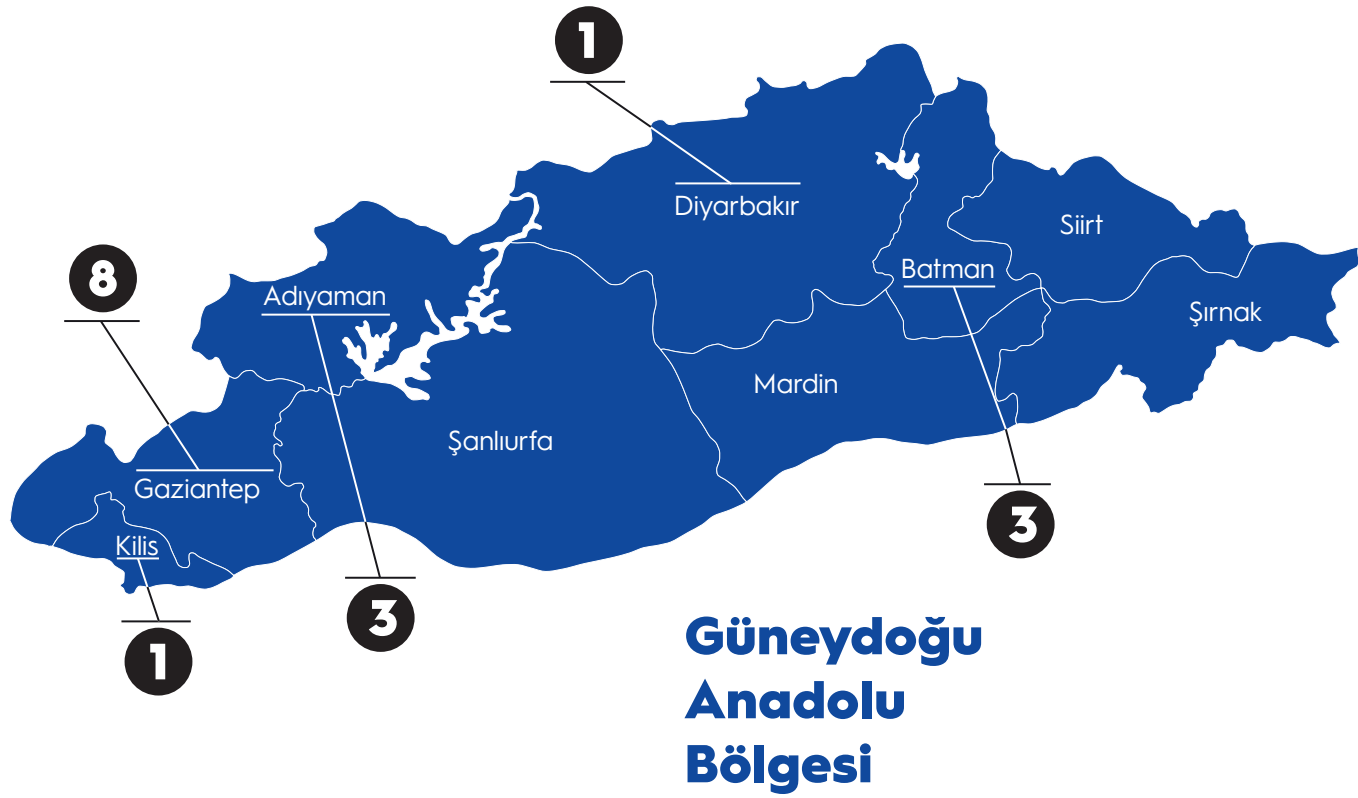 1
Diyarbakır
Siirt
8
Batman
Adıyaman
Şırnak
Mardin
Şanlıurfa
Gaziantep
3
Kilis
3
1
Güneydoğu
Anadolu
Bölgesi